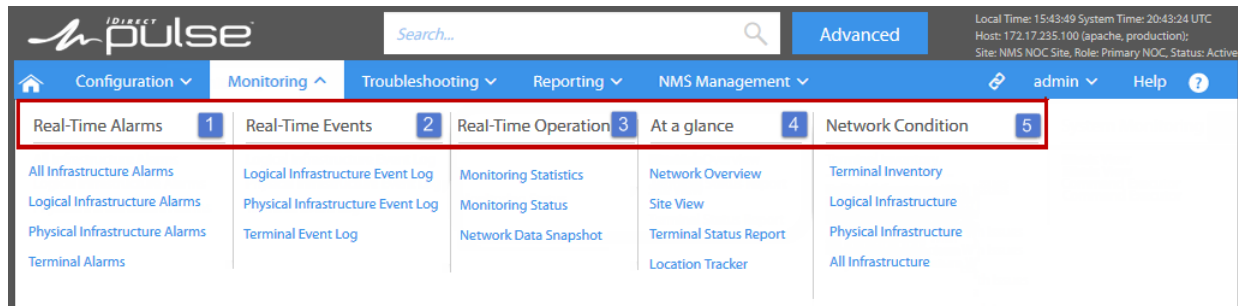 iDIRECT
pulse
Search...
Advanced
Local Time: 15:43:49 System Time: 20:43:24 UTC
Host: 172.17.235.100 (apache, production);
Site: NMS NOC Site, Role: Primary NOC, Status: Active
Configuration
Monitoring
Troubleshooting
Reporting
NMS Management
admin
Help
?
Real-Time Alarms 1
All Infrastructure Alarms
Logical Infrastructure Alarms
Physical Infrastructure Alarms
Terminal Alarms
Real-Time Events 2
Logical Infrastructure Event Log
Physical Infrastructure Event Log
Terminal Event Log
Real-Time Operation 3
Monitoring Statistics
Monitoring Status
Network Data Snapshot
At a glance 4
Network Overview
Site View
Terminal Status Report
Location Tracker
Network Condition 5
Terminal Inventory
Logical Infrastructure
Physical Infrastructure
All Infrastructure